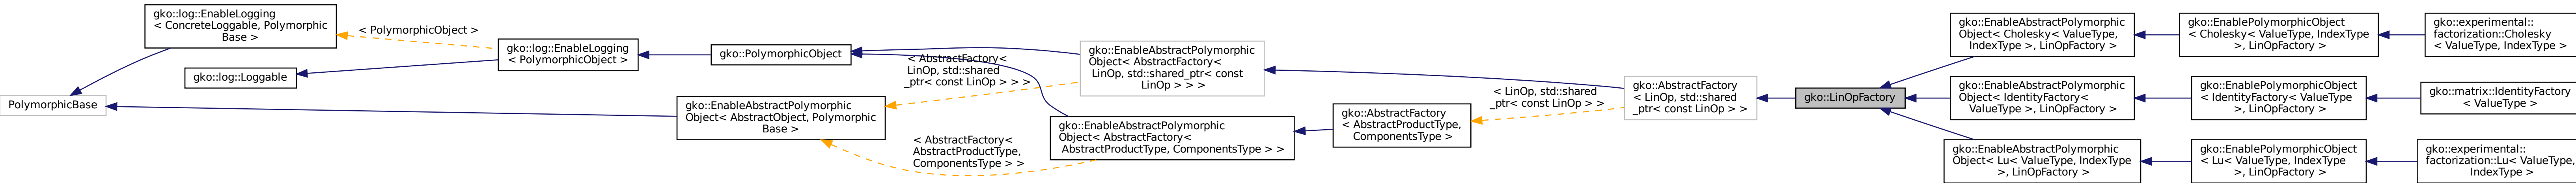 PolymorphicBase
gko::log::EnableLogging
< ConcreteLoggable, Polymorphic
Base >
gko::log::Loggable
< PolymorphicObject >
gko::log::EnableLogging
< PolymorphicObject >
gko::PolymorphicObject
gko::EnableAbstractPolymorphic
Object< AbstractObject, Polymorphic
Base >
< AbstractFactory<
LinOp, std::shared
_ptr< const LinOp > > >
< AbstractFactory<
AbstractProductType,
ComponentsType > >
gko::EnableAbstractPolymorphic
Object< AbstractFactory<
LinOp, std::shared_ptr< const
LinOp > > >
gko::EnableAbstractPolymorphic
Object< AbstractFactory<
AbstractProductType, ComponentsType > >
gko::AbstractFactory
< AbstractProductType,
ComponentsType >
< LinOp, std::shared
_ptr< const LinOp > >
gko::AbstractFactory
< LinOp, std::shared
_ptr< const LinOp > >
gko::LinOpFactory
gko::EnableAbstractPolymorphic
Object< Cholesky< ValueType,
IndexType >, LinOpFactory >
gko::EnablePolymorphicObject
< Cholesky< ValueType, IndexType
>, LinOpFactory >
gko::experimental::
factorization::Cholesky
< ValueType, IndexType >
gko::EnableAbstractPolymorphic
Object< IdentityFactory<
ValueType >, LinOpFactory >
gko::EnablePolymorphicObject
< IdentityFactory< ValueType
>, LinOpFactory >
gko::matrix::IdentityFactory
< ValueType >
gko::EnableAbstractPolymorphic
Object< Lu< ValueType, IndexType
>, LinOpFactory >
gko::EnablePolymorphicObject
< Lu< ValueType, IndexType
>, LinOpFactory >
gko::experimental::
factorization::Lu< ValueType,
IndexType >